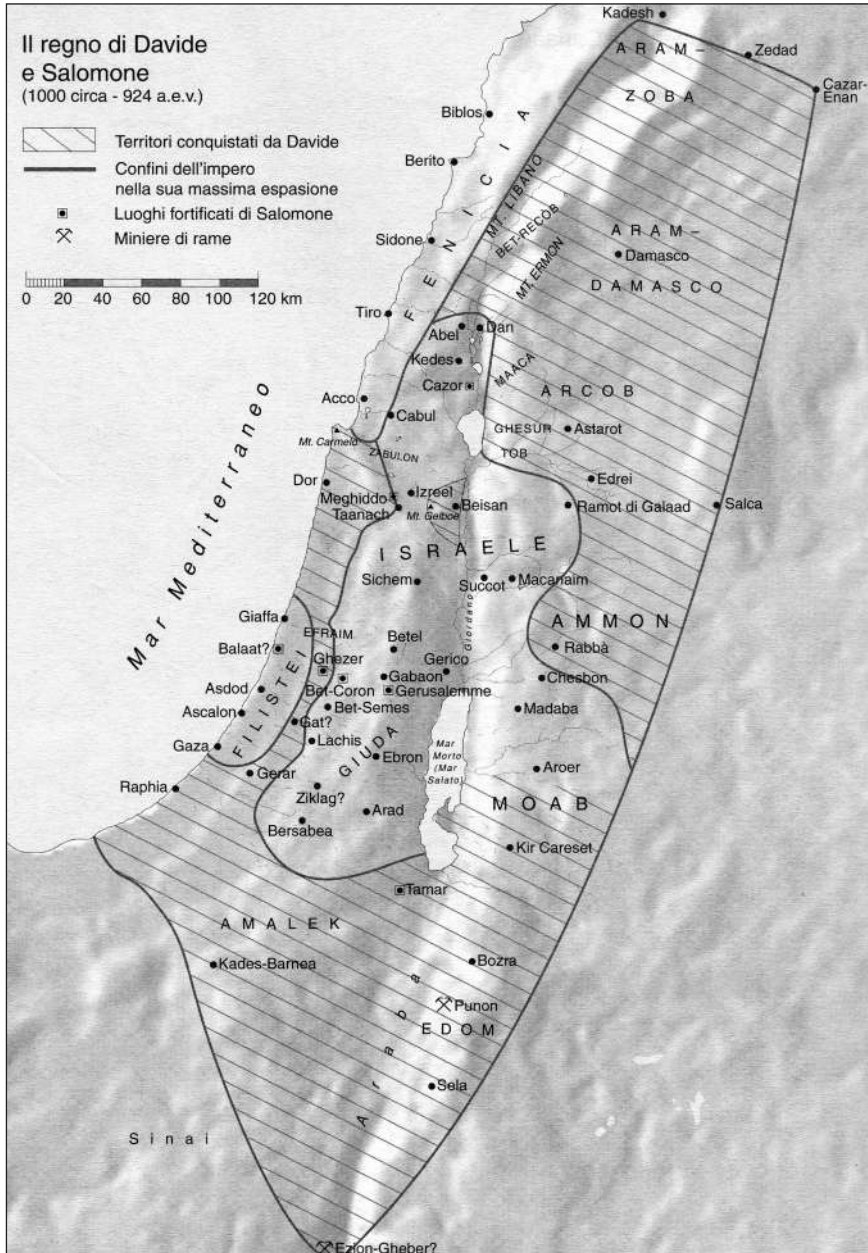 Il regno di Davide
e Salomone
(1000 circa - 924 a.e.v.)
Territori conquistati da Davide
Confini dell'impero
nella sua massima espasione
Luoghi fortificati di Salomone
Miniere di rame
0 20 40 60 80 100 120 km
Kadesh
ARAM–
ZOBA
Zedad
Cazar-
Enan
Biblos
Berito
FENICIA
MT. LIBANO
BET-RECOB
MT. ERMON
Sidone
ARAM–
Damasco
DAMASCO
Tiro
Abel
Dan
Kedes
MAACA
Cazor
ARCOB
Acco
Cabul
GHESUR
Astarot
Mt. Carmelo
ZABULON
TOB
Mar Mediterraneo
Dor
Edrei
Meghiddo
Izreel
Taanach
Mt. Gelboe
Beisan
Ramot di Galaad
Salca
ISRAELE
Sichem
Succot
Macanaim
Giordano
Giaffa
EFRAIM
AMMON
Balaat?
Betel
Rabbà
Ghezer
Gabaon
Gerico
Chesbon
Asdod
Bet-Coron
Gerusalemme
Ascalon
FILISTEI
Bet-Semes
Madaba
Gat?
Gaza
Lachis
GIUDA
Mar
Morto
(Mar
Salato)
Gerar
Ebron
Aroer
Raphia
Ziklag?
MOAB
Arad
Bersabea
Kir Careset
Tamar
AMALEK
Kades-Barnea
Bozra
Araba
Punon
EDOM
Sela
Sinai
Ezion-Gheber?